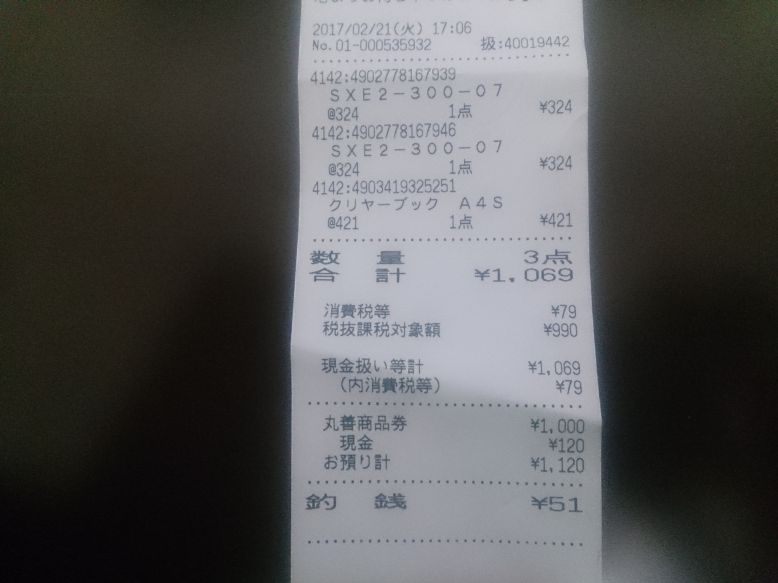 2017/02/21(火) 17:06
No.01-000535932 扱:40019442
4142:4902778167939
SXE2-300-07
@324 1点 ¥324
4142:4902778167946
SXE2-300-07
@324 1点 ¥324
4142:4903419325251
クリヤーブック A4S
@421 1点 ¥421
数 量 3点
合 計 ¥1,069
消費税等 ¥79
税抜課税対象額 ¥990
現金扱い等計 ¥1,069
(内消費税等) ¥79
丸善商品券 ¥1,000
現金 ¥120
お預り計 ¥1,120
釣 銭 ¥51